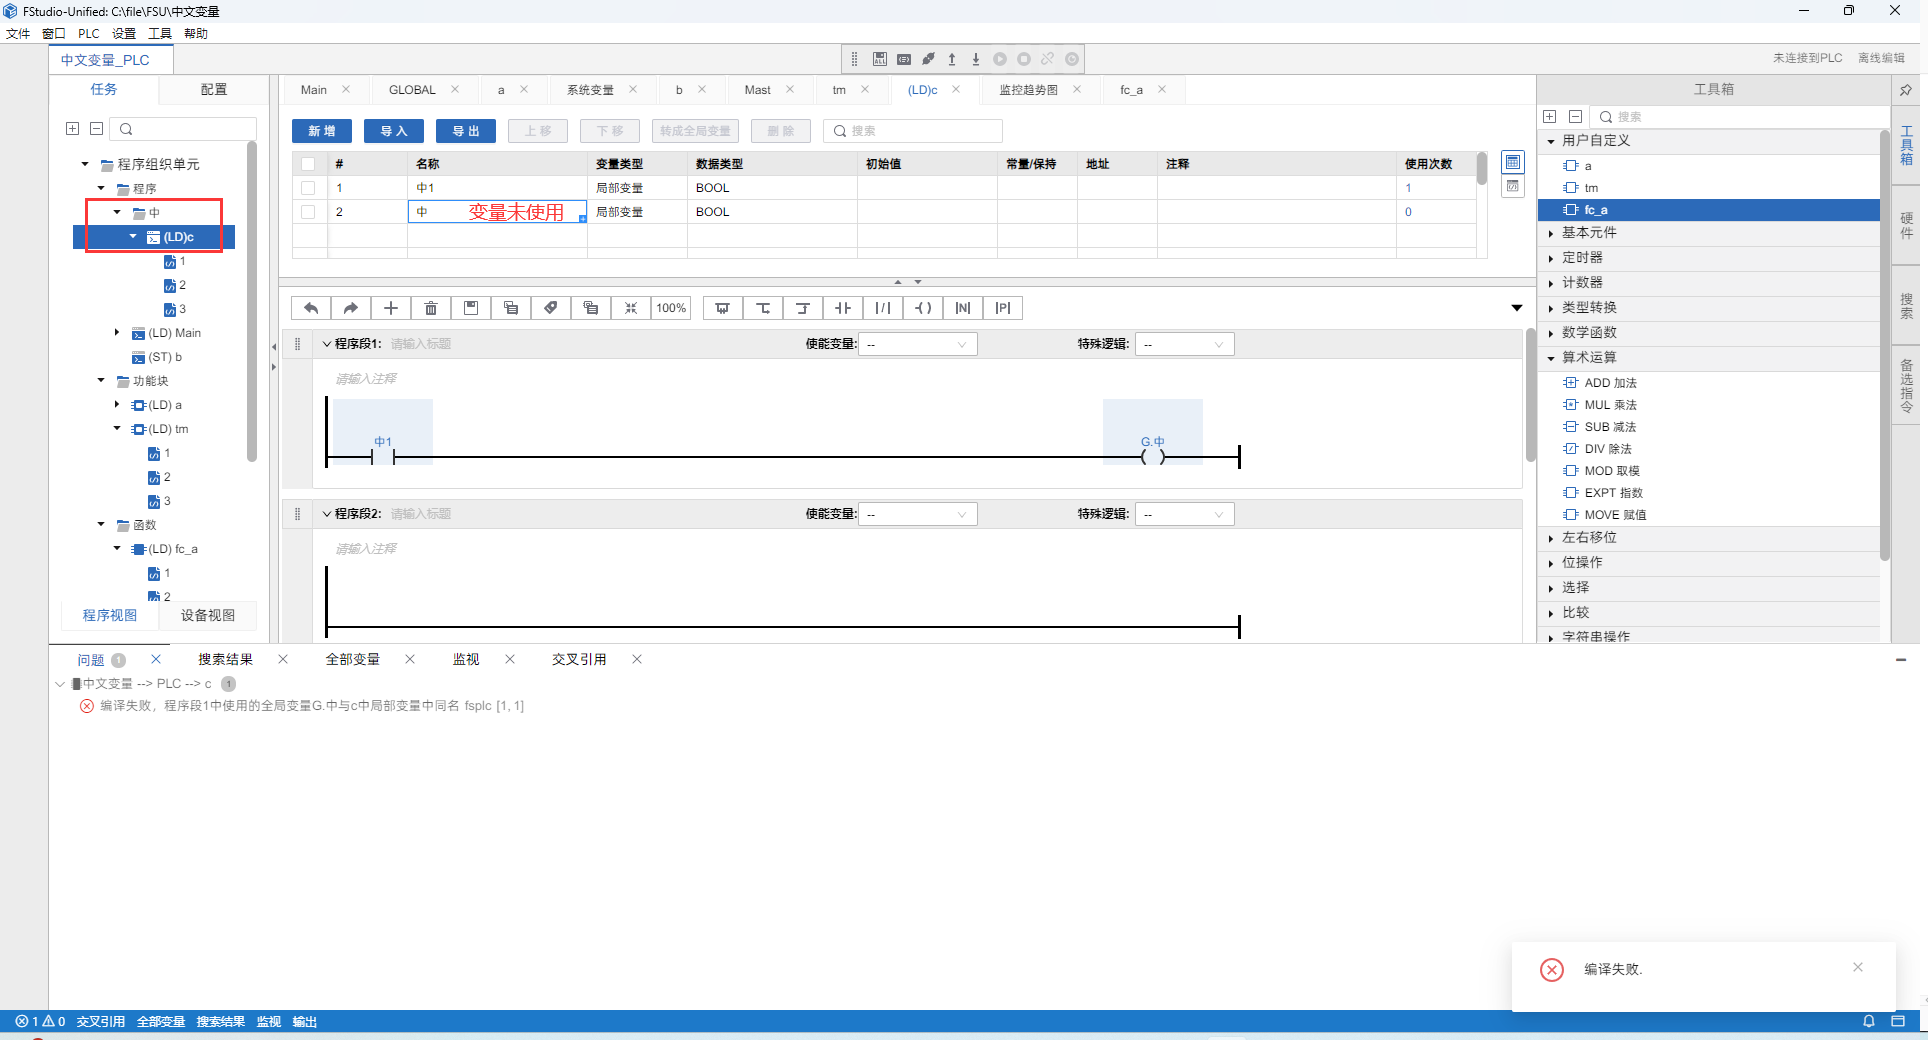 FStudio-Unified: C:\file\FSU\中文变量
文件 窗口 PLC 设置 工具 帮助
中文变量_PLC
未连接到PLC 离线编辑
任务 配置
程序组织单元
程序
中
(LD)c
1
2
3
(LD) Main
(ST) b
功能块
(LD) a
(LD) tm
1
2
3
函数
(LD) fc_a
1
2
程序视图 设备视图
Main GLOBAL a 系统变量 b Mast tm (LD)c 监控趋势图 fc_a
新增 导入 导出 上移 下移 转成全局变量 删除 搜索
# 名称 变量类型 数据类型 初始值 常量/保持 地址 注释 使用次数
1 中1 局部变量 BOOL 1
2 中 变量未使用 局部变量 BOOL 0
100% |N| |P|
程序段1: 请输入标题 使能变量: -- 特殊逻辑: --
请输入注释
中1 G.中
程序段2: 请输入标题 使能变量: -- 特殊逻辑: --
请输入注释
工具箱
搜索
用户自定义
a
tm
fc_a
基本元件
定时器
计数器
类型转换
数学函数
算术运算
ADD 加法
MUL 乘法
SUB 减法
DIV 除法
MOD 取模
EXPT 指数
MOVE 赋值
左右移位
位操作
选择
比较
字符串操作
工具箱
硬件
搜索
备选指令
问题 1 搜索结果 全部变量 监视 交叉引用
中文变量 --> PLC --> c 1
编译失败，程序段1中使用的全局变量G.中与c中局部变量中同名 fsplc [1, 1]
编译失败.
1 0 交叉引用 全部变量 搜索结果 监视 输出